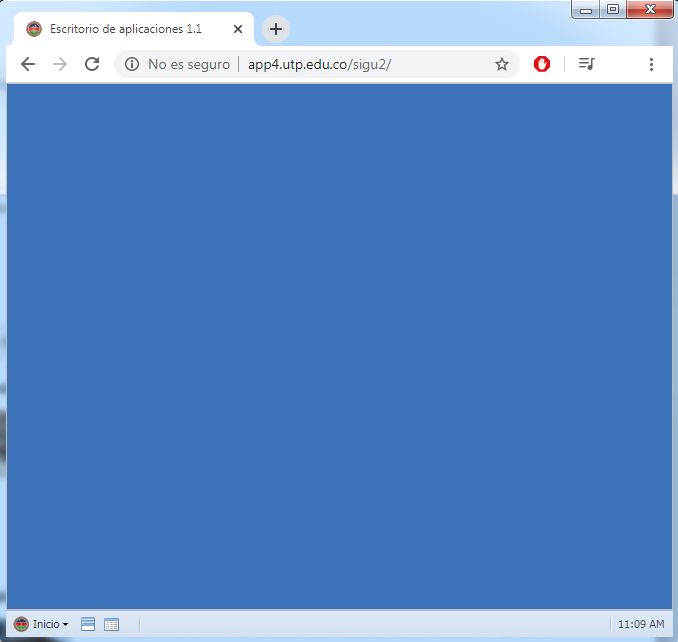 Escritorio de aplicaciones 1.1
No es seguro | app4.utp.edu.co/sigu2/
Inicio
11:09 AM